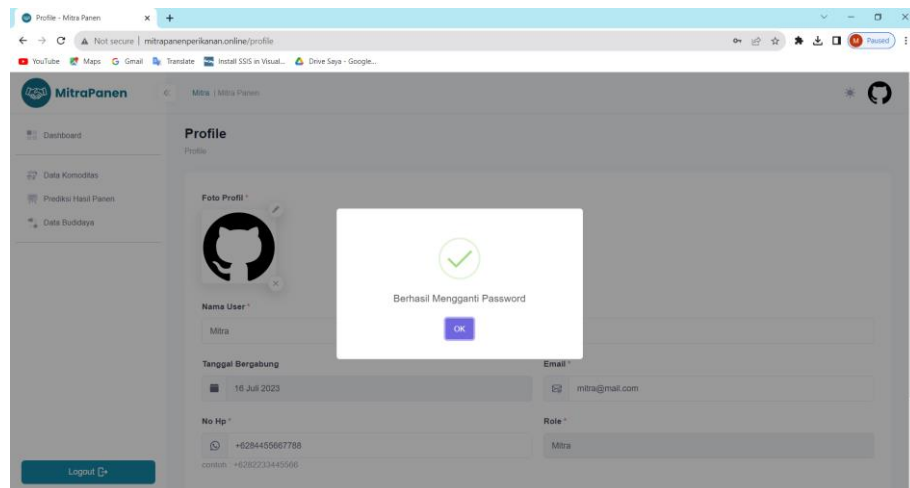 Profile - Mitra Panen
Not secure | mitrapanenperikanan.online/profile
Paused
YouTube Maps Gmail Translate Install SSIS in Visual... Drive Saya - Google...
MitraPanen
Mitra | Mitra Panen
Dashboard
Data Komoditas
Prediksi Hasil Panen
Data Budidaya
Logout
Profile
Profile
Foto Profil *
Berhasil Mengganti Password
OK
Nama User *
Mitra
Tanggal Bergabung
16 Juli 2023
Email *
mitra@mail.com
No Hp *
+6284455667788
contoh : +6282233445566
Role *
Mitra